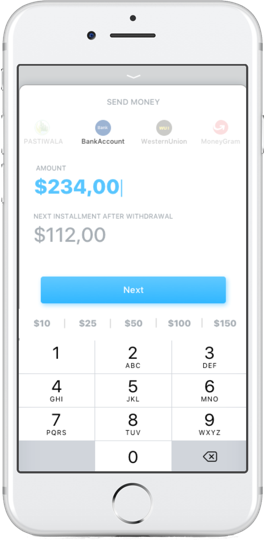 SEND MONEY
PASTIWALA BankAccount WesternUnion MoneyGram
AMOUNT
$234,00
NEXT INSTALLMENT AFTER WITHDRAWAL
$112,00
Next
$10 | $25 | $50 | $100 | $150
1 2 3
ABC DEF
4 5 6
GHI JKL MNO
7 8 9
PQRS TUV WXYZ
0